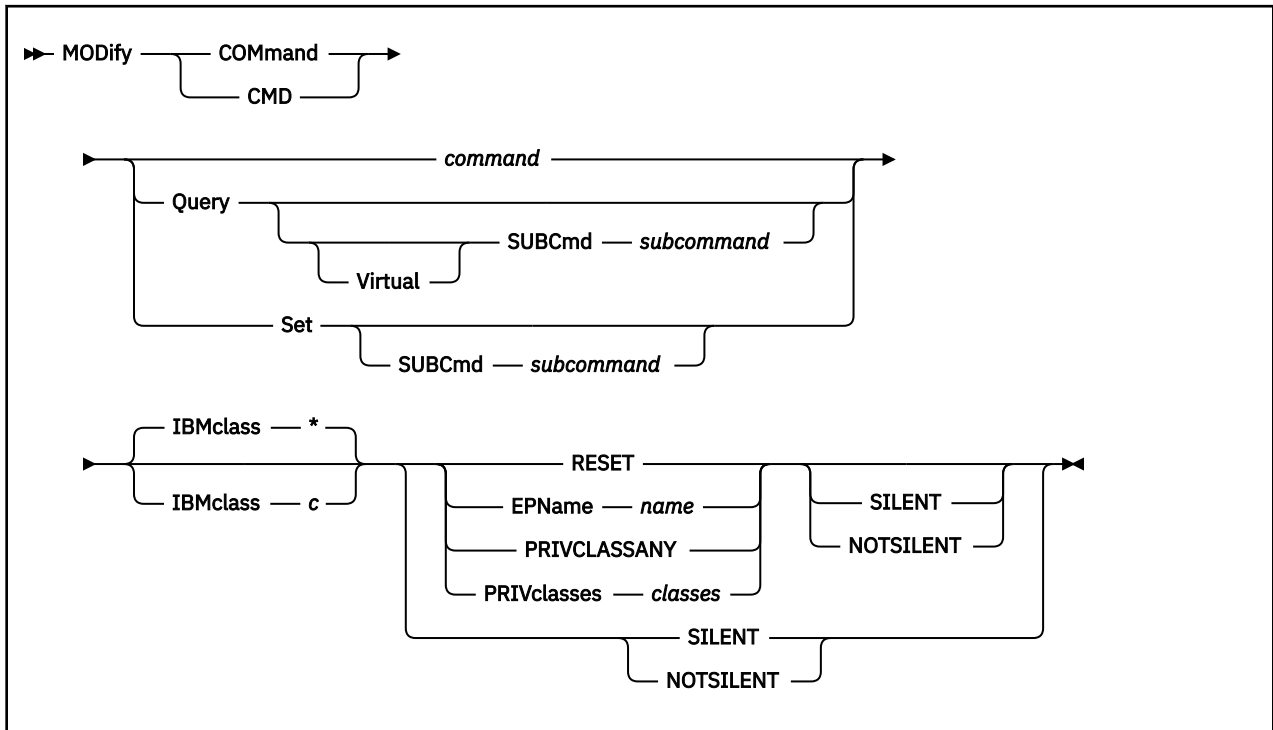 MODify COMmand
CMD
command
Query
SUBCmd subcommand
Virtual
Set
SUBCmd subcommand
IBMclass *
RESET
IBMclass c
EPName name
SILENT
PRIVCLASSANY
NOTSILENT
PRIVclasses classes
SILENT
NOTSILENT